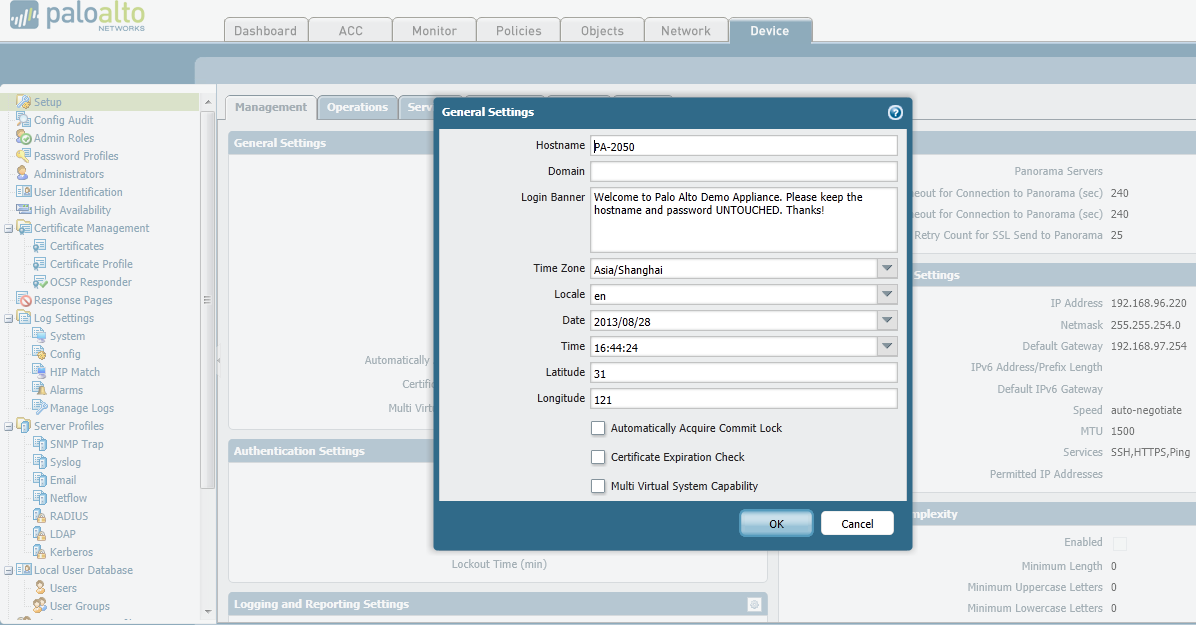 paloalto
NETWORKS
Dashboard
ACC
Monitor
Policies
Objects
Network
Device
Setup
Config Audit
Admin Roles
Password Profiles
Administrators
User Identification
High Availability
Certificate Management
Certificates
Certificate Profile
OCSP Responder
Response Pages
Log Settings
System
Config
HIP Match
Alarms
Manage Logs
Server Profiles
SNMP Trap
Syslog
Email
Netflow
RADIUS
LDAP
Kerberos
Local User Database
Users
User Groups
Management
Operations
Serv
General Settings
Automatically
Certific
Multi Virtu
Authentication Settings
Lockout Time (min)
Logging and Reporting Settings
General Settings
Hostname PA-2050
Domain
Login Banner Welcome to Palo Alto Demo Appliance. Please keep the
hostname and password UNTOUCHED. Thanks!
Time Zone Asia/Shanghai
Locale en
Date 2013/08/28
Time 16:44:24
Latitude 31
Longitude 121
Automatically Acquire Commit Lock
Certificate Expiration Check
Multi Virtual System Capability
OK
Cancel
Panorama Servers
eout for Connection to Panorama (sec) 240
eout for Connection to Panorama (sec) 240
Retry Count for SSL Send to Panorama 25
Settings
IP Address 192.168.96.220
Netmask 255.255.254.0
Default Gateway 192.168.97.254
IPv6 Address/Prefix Length
Default IPv6 Gateway
Speed auto-negotiate
MTU 1500
Services SSH,HTTPS,Ping
Permitted IP Addresses
mplexity
Enabled
Minimum Length 0
Minimum Uppercase Letters 0
Minimum Lowercase Letters 0